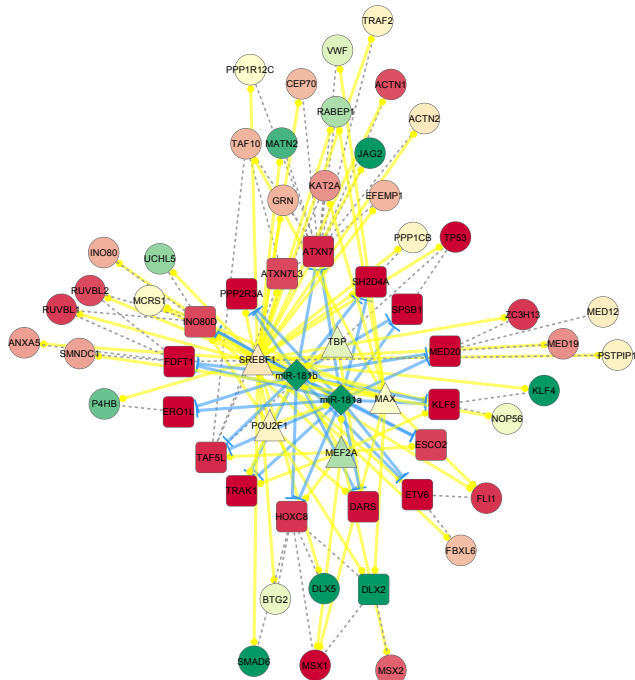 TRAF2
VWF
PPP1R12C
CEP70
ACTN1
RABEP1
ACTN2
TAF10
MATN2
JAG2
KAT2A
GRN
EFEMP1
PPP1CB
TP53
INO80
ATXN7
UCHL5
ATXN7L3
SH2D4A
RUVBL2
PPP2R3A
MCRS1
SPSB1
RUVBL1
ZC3H13
MED12
INO80D
TBP
ANXA5
SMNDC1
FDFT1
SREBF1
MED20
MED19
PSTPIP1
miR-181b
KLF4
P4HB
ERO1L
miR-181a
MAX
KLF6
NOP56
POU2F1
ESCO2
TAF5L
MEF2A
TRAK1
ETV6
FLI1
HOXC8
DARS
FBXL6
BTG2
DLX5
DLX2
SMAD6
MSX1
MSX2